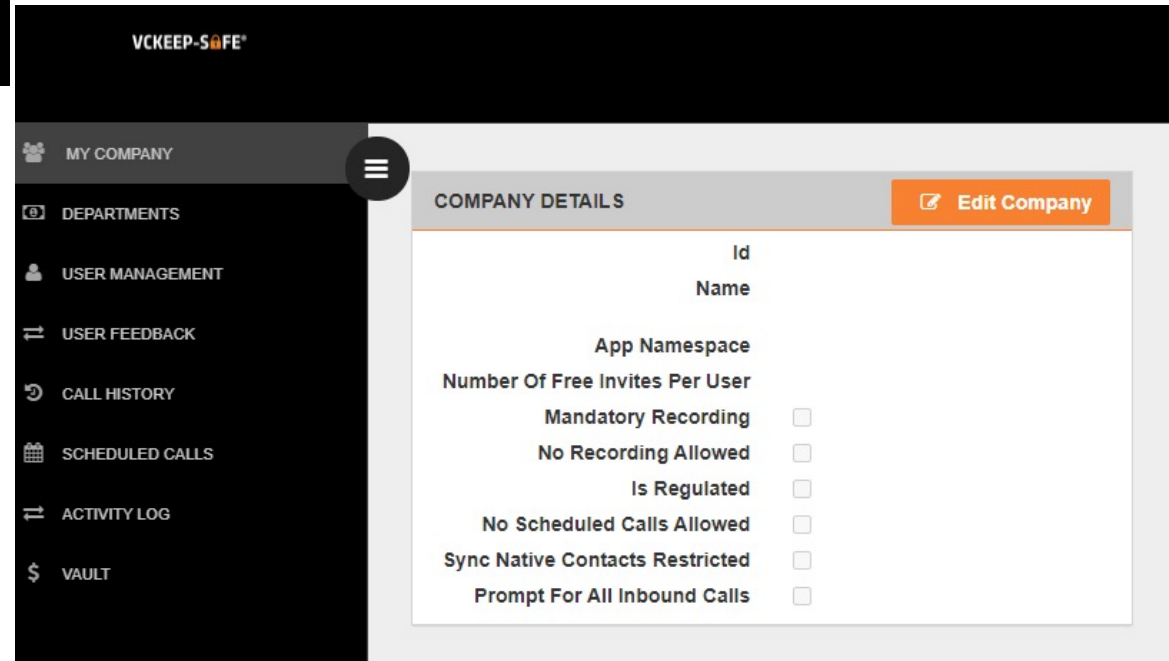 VCKEEP-SAFE®
MY COMPANY
DEPARTMENTS
USER MANAGEMENT
USER FEEDBACK
CALL HISTORY
SCHEDULED CALLS
ACTIVITY LOG
$ VAULT
COMPANY DETAILS
Edit Company
Id
Name
App Namespace
Number Of Free Invites Per User
Mandatory Recording
No Recording Allowed
Is Regulated
No Scheduled Calls Allowed
Sync Native Contacts Restricted
Prompt For All Inbound Calls